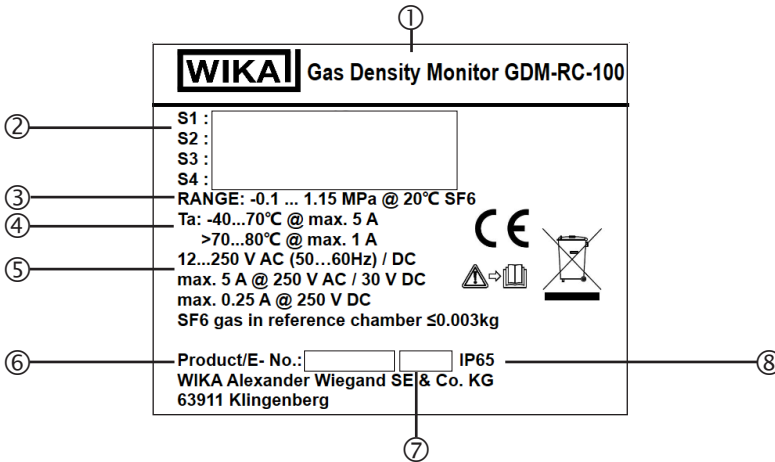 ①
WIKA Gas Density Monitor GDM-RC-100
② S1 :
S2 :
S3 :
S4 :
③ RANGE: -0.1 ... 1.15 MPa @ 20℃ SF6
④ Ta: -40...70℃ @ max. 5 A
>70...80℃ @ max. 1 A
⑤ 12...250 V AC (50…60Hz) / DC
max. 5 A @ 250 V AC / 30 V DC
max. 0.25 A @ 250 V DC
SF6 gas in reference chamber ≤0.003kg
CE
⑥ Product/E- No.: IP65 ⑧
WIKA Alexander Wiegand SE & Co. KG
63911 Klingenberg
⑦